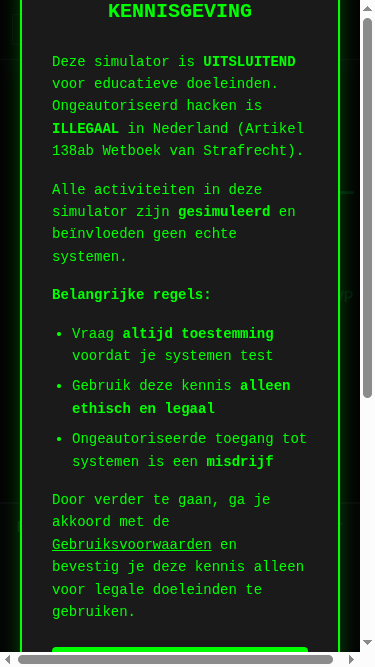 KENNISGEVING
Deze simulator is UITSLUITEND
voor educatieve doeleinden.
Ongeautoriseerd hacken is
ILLEGAAL in Nederland (Artikel
138ab Wetboek van Strafrecht).
Alle activiteiten in deze
simulator zijn gesimuleerd en
beïnvloeden geen echte
systemen.
Belangrijke regels:
• Vraag altijd toestemming
voordat je systemen test
• Gebruik deze kennis alleen
ethisch en legaal
• Ongeautoriseerde toegang tot
systemen is een misdrijf
Door verder te gaan, ga je
akkoord met de
Gebruiksvoorwaarden en
bevestig je deze kennis alleen
voor legale doeleinden te
gebruiken.